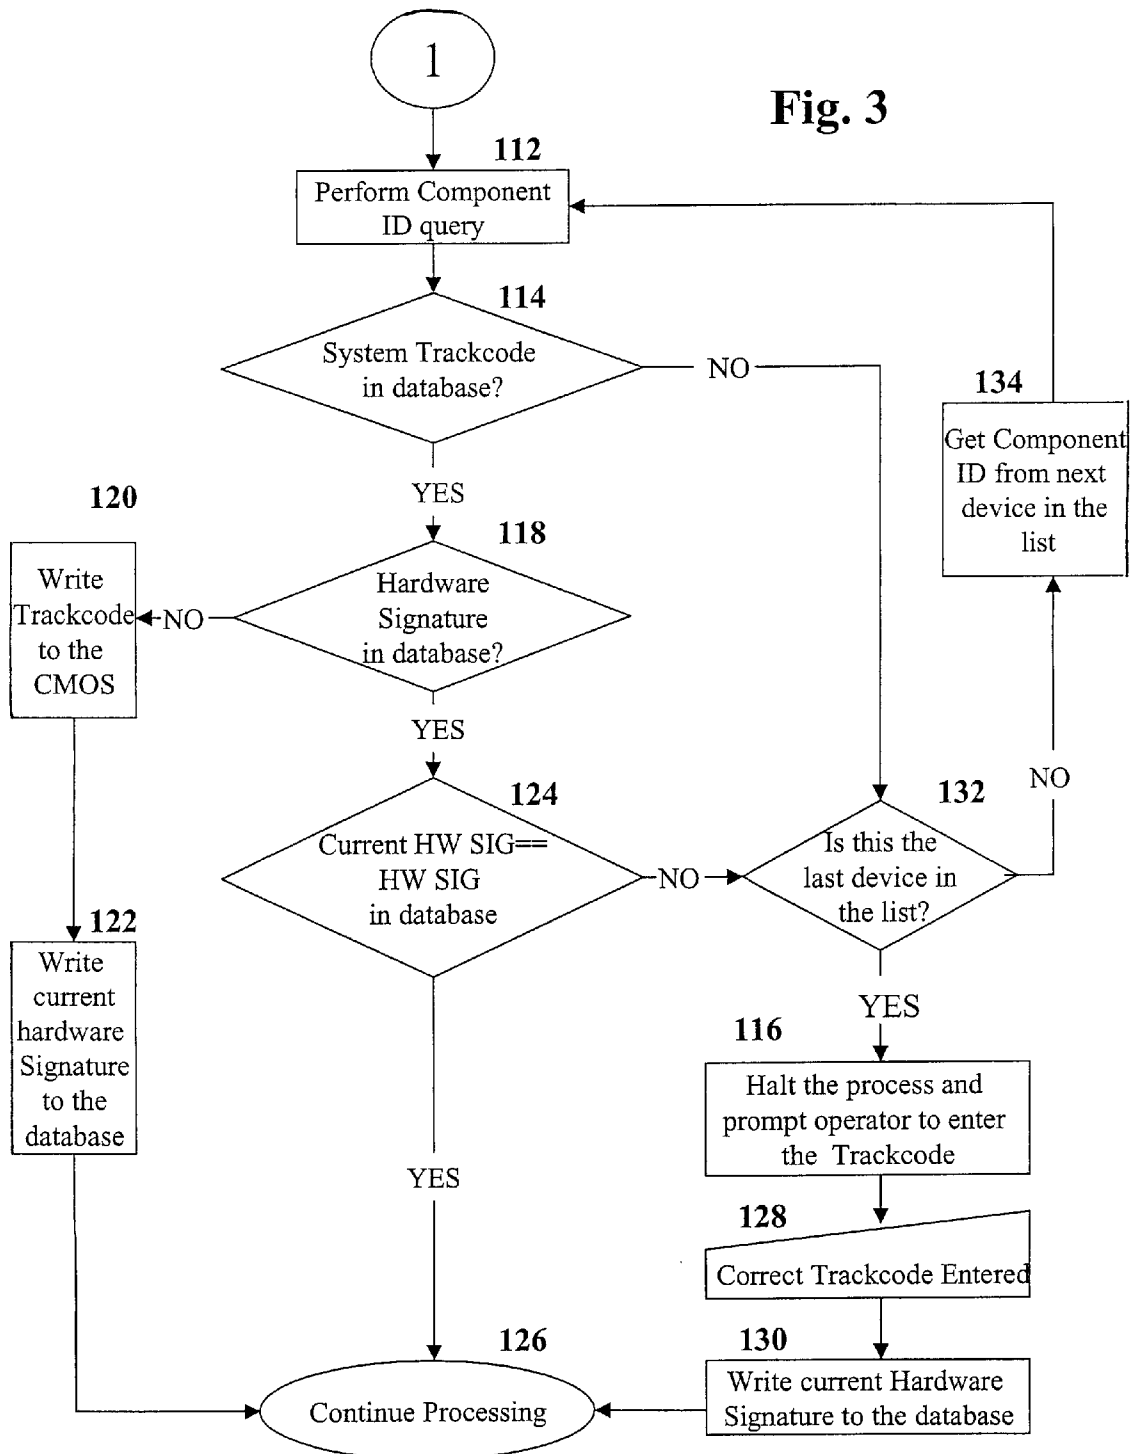 1
Fig. 3
112
Perform Component
ID query
114
System Trackcode
in database?
NO
134
Get Component
ID from next
device in the
list
YES
120
118
Write
Trackcode
to the
CMOS
NO
Hardware
Signature
in database?
YES
NO
124
132
Current HW SIG==
HW SIG
in database
NO
Is this the
last device in
the list?
122
Write
current
hardware
Signature
to the
database
YES
116
Halt the process and
prompt operator to enter
the Trackcode
YES
128
Correct Trackcode Entered
126
130
Continue Processing
Write current Hardware
Signature to the database